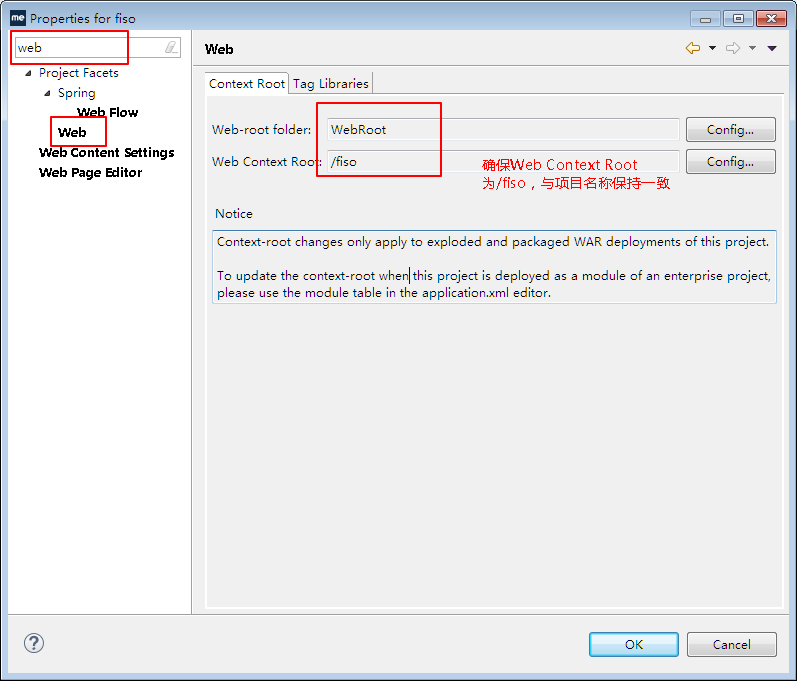 me Properties for fiso
web
Project Facets
Spring
Web Flow
Web
Web Content Settings
Web Page Editor
Web
Context Root Tag Libraries
Web-root folder: WebRoot Config...
Web Context Root: /fiso Config...
确保Web Context Root
为/fiso，与项目名称保持一致
Notice
Context-root changes only apply to exploded and packaged WAR deployments of this project.
To update the context-root when this project is deployed as a module of an enterprise project,
please use the module table in the application.xml editor.
?
OK Cancel